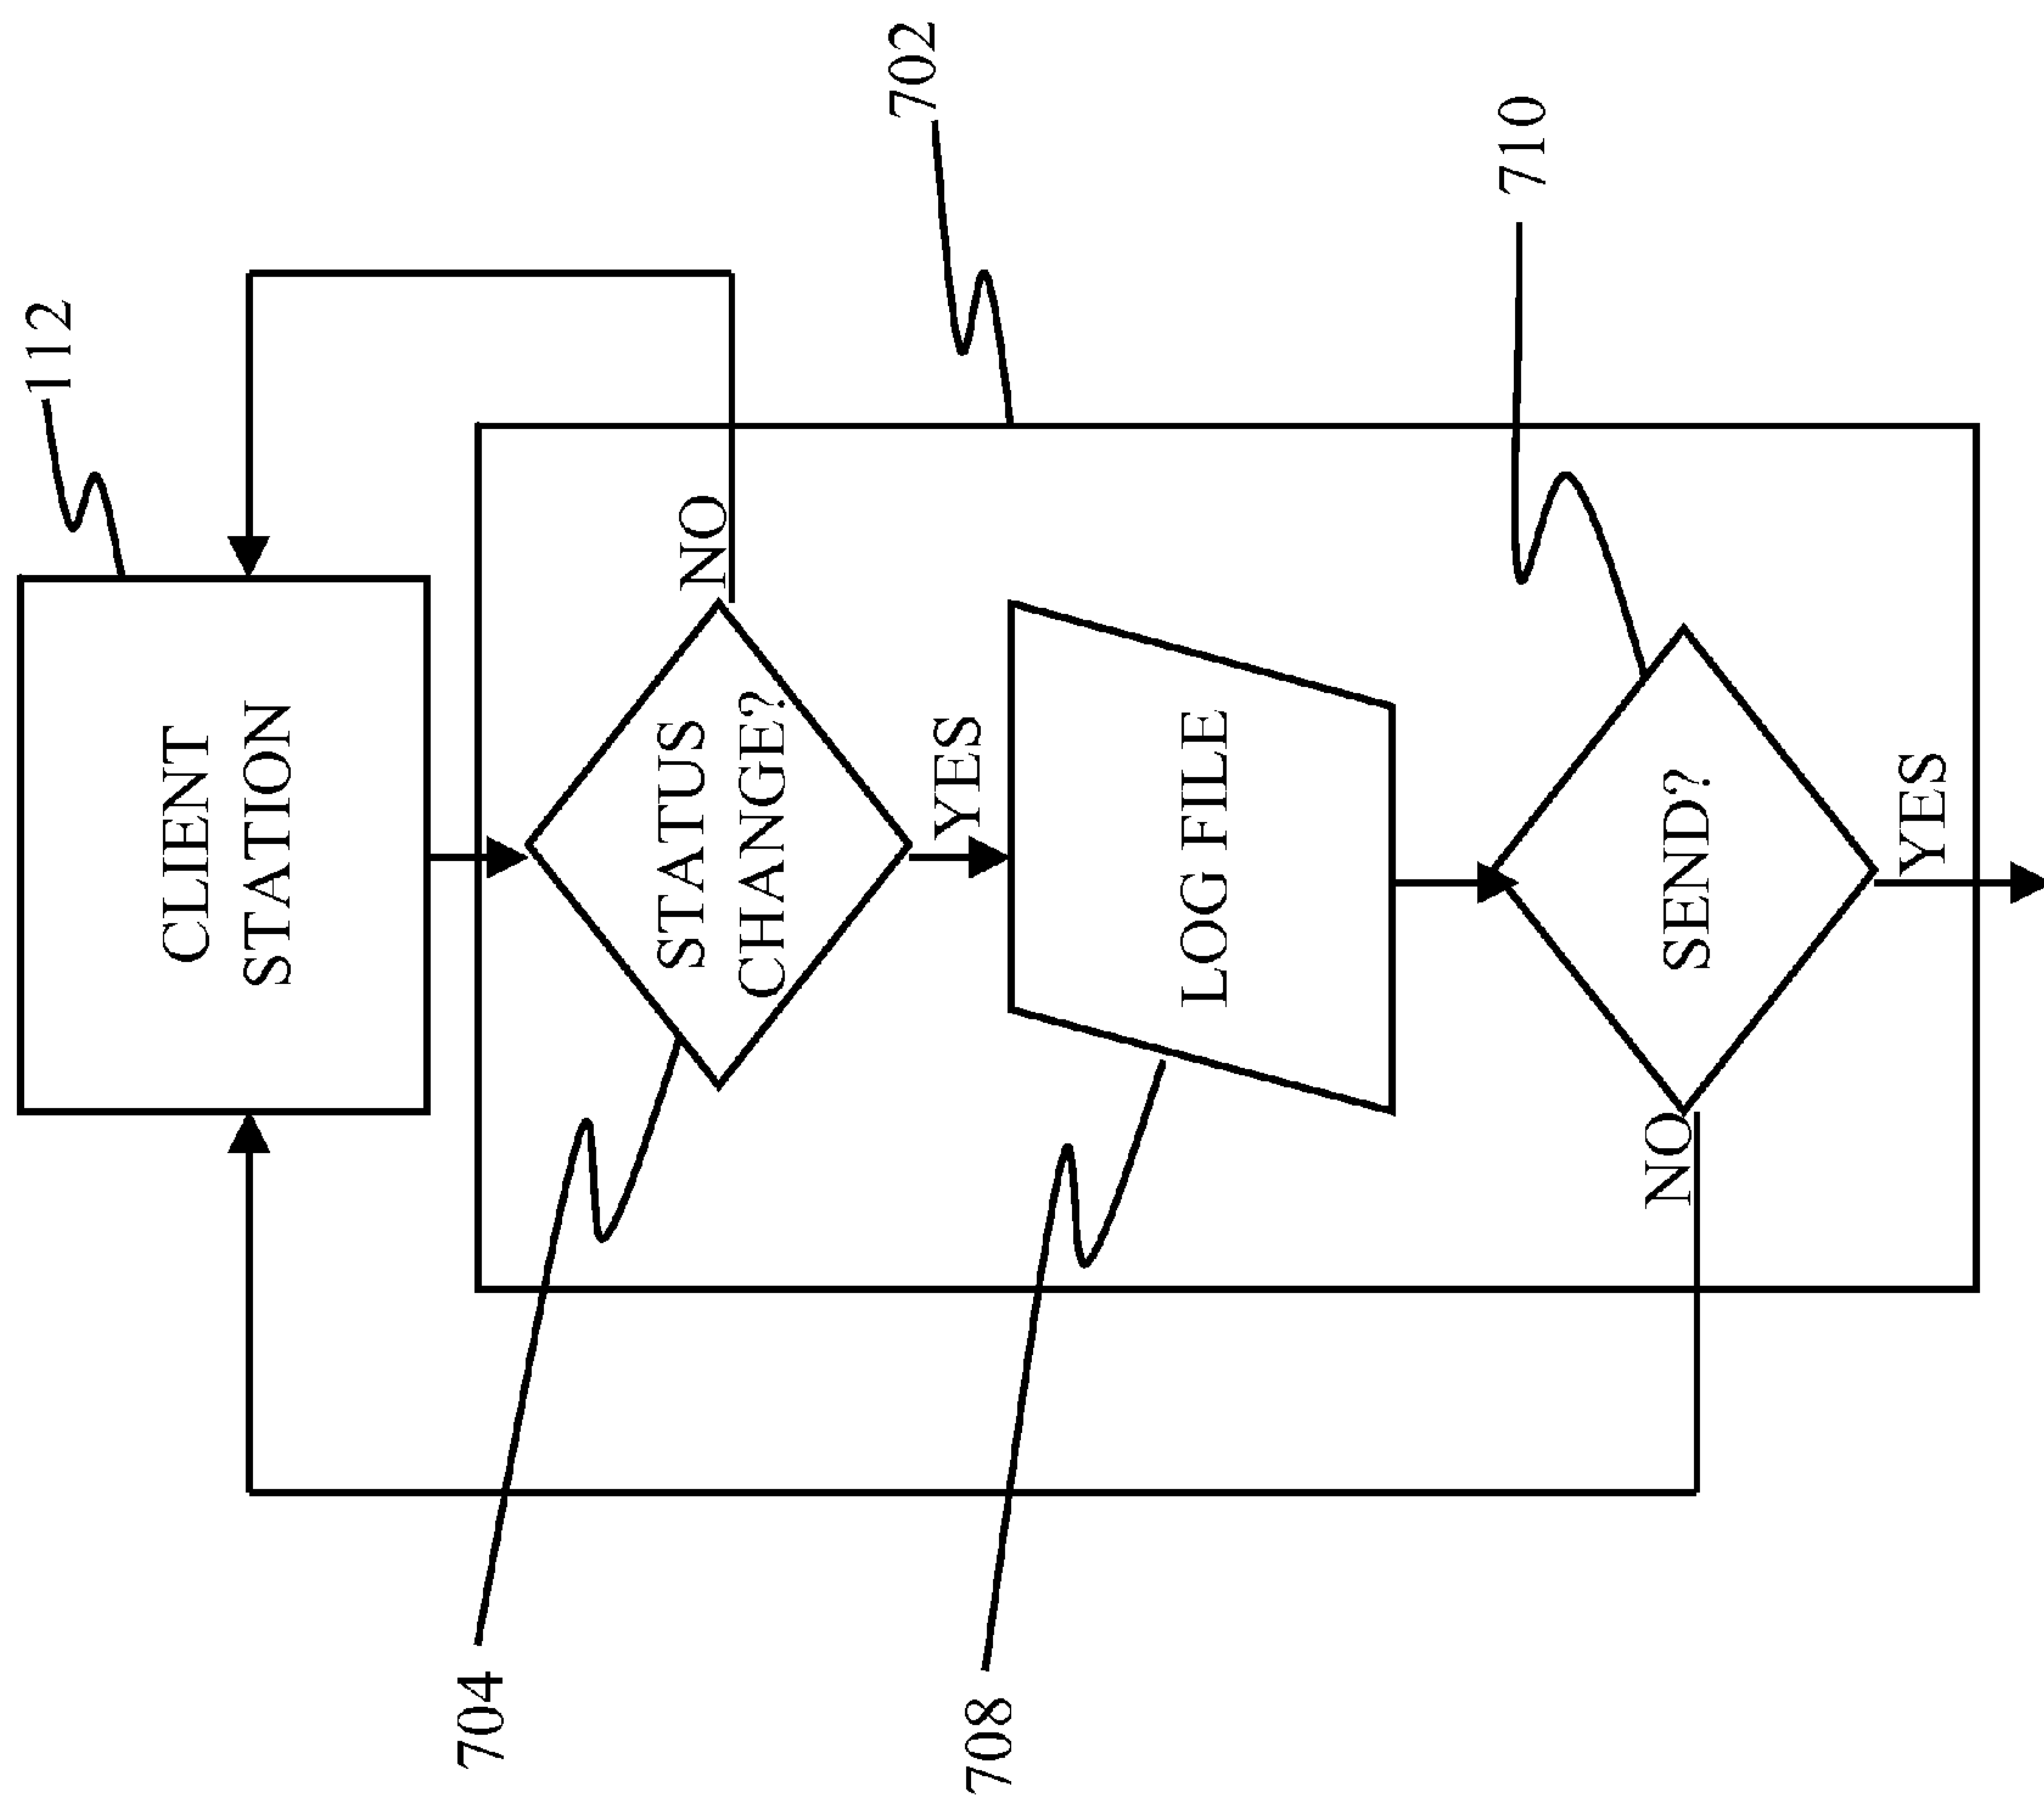 112
CLIENT
STATION
704
STATUS
CHANGE?
NO
702
YES
708
LOG FILE
710
SEND?
NO
YES